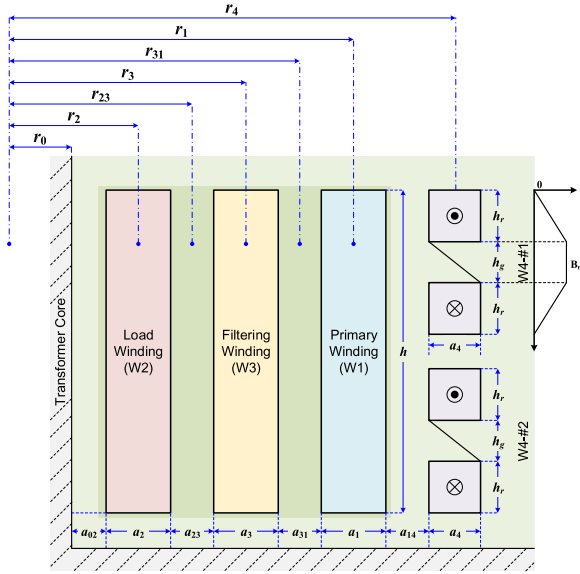 r4
r1
r31
r3
r23
r2
r0
Transformer Core
Load
Winding
(W2)
Filtering
Winding
(W3)
Primary
Winding
(W1)
h
hr
hg
hr
a4
W4-#1
0
Br
hr
hg
hr
W4-#2
a02
a2
a23
a3
a31
a1
a14
a4